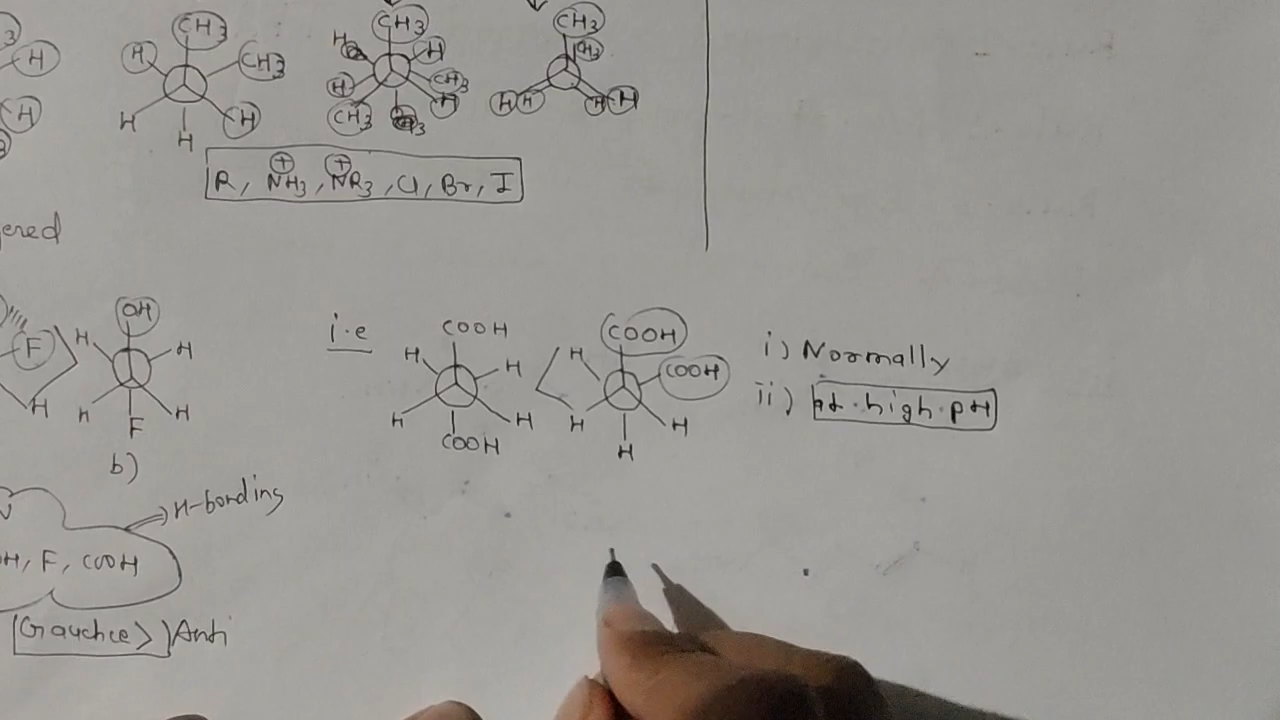 H
CH3
H
CH3
H
H
H
CH3
H
H
CH3
H
H
CH3
CH3
CH3
H
H
H
H
H
R, NH3, NR3, Cl, Br, I
⊕ ⊕
ered
F
H
OH
H
H
H
H
F
b)
i.e
COOH
H
H
H
H
COOH
<
COOH
H
COOH
H
H
H
i) Normally
ii) At high pH
H-bonding
H, F, COOH
Gauche > Anti